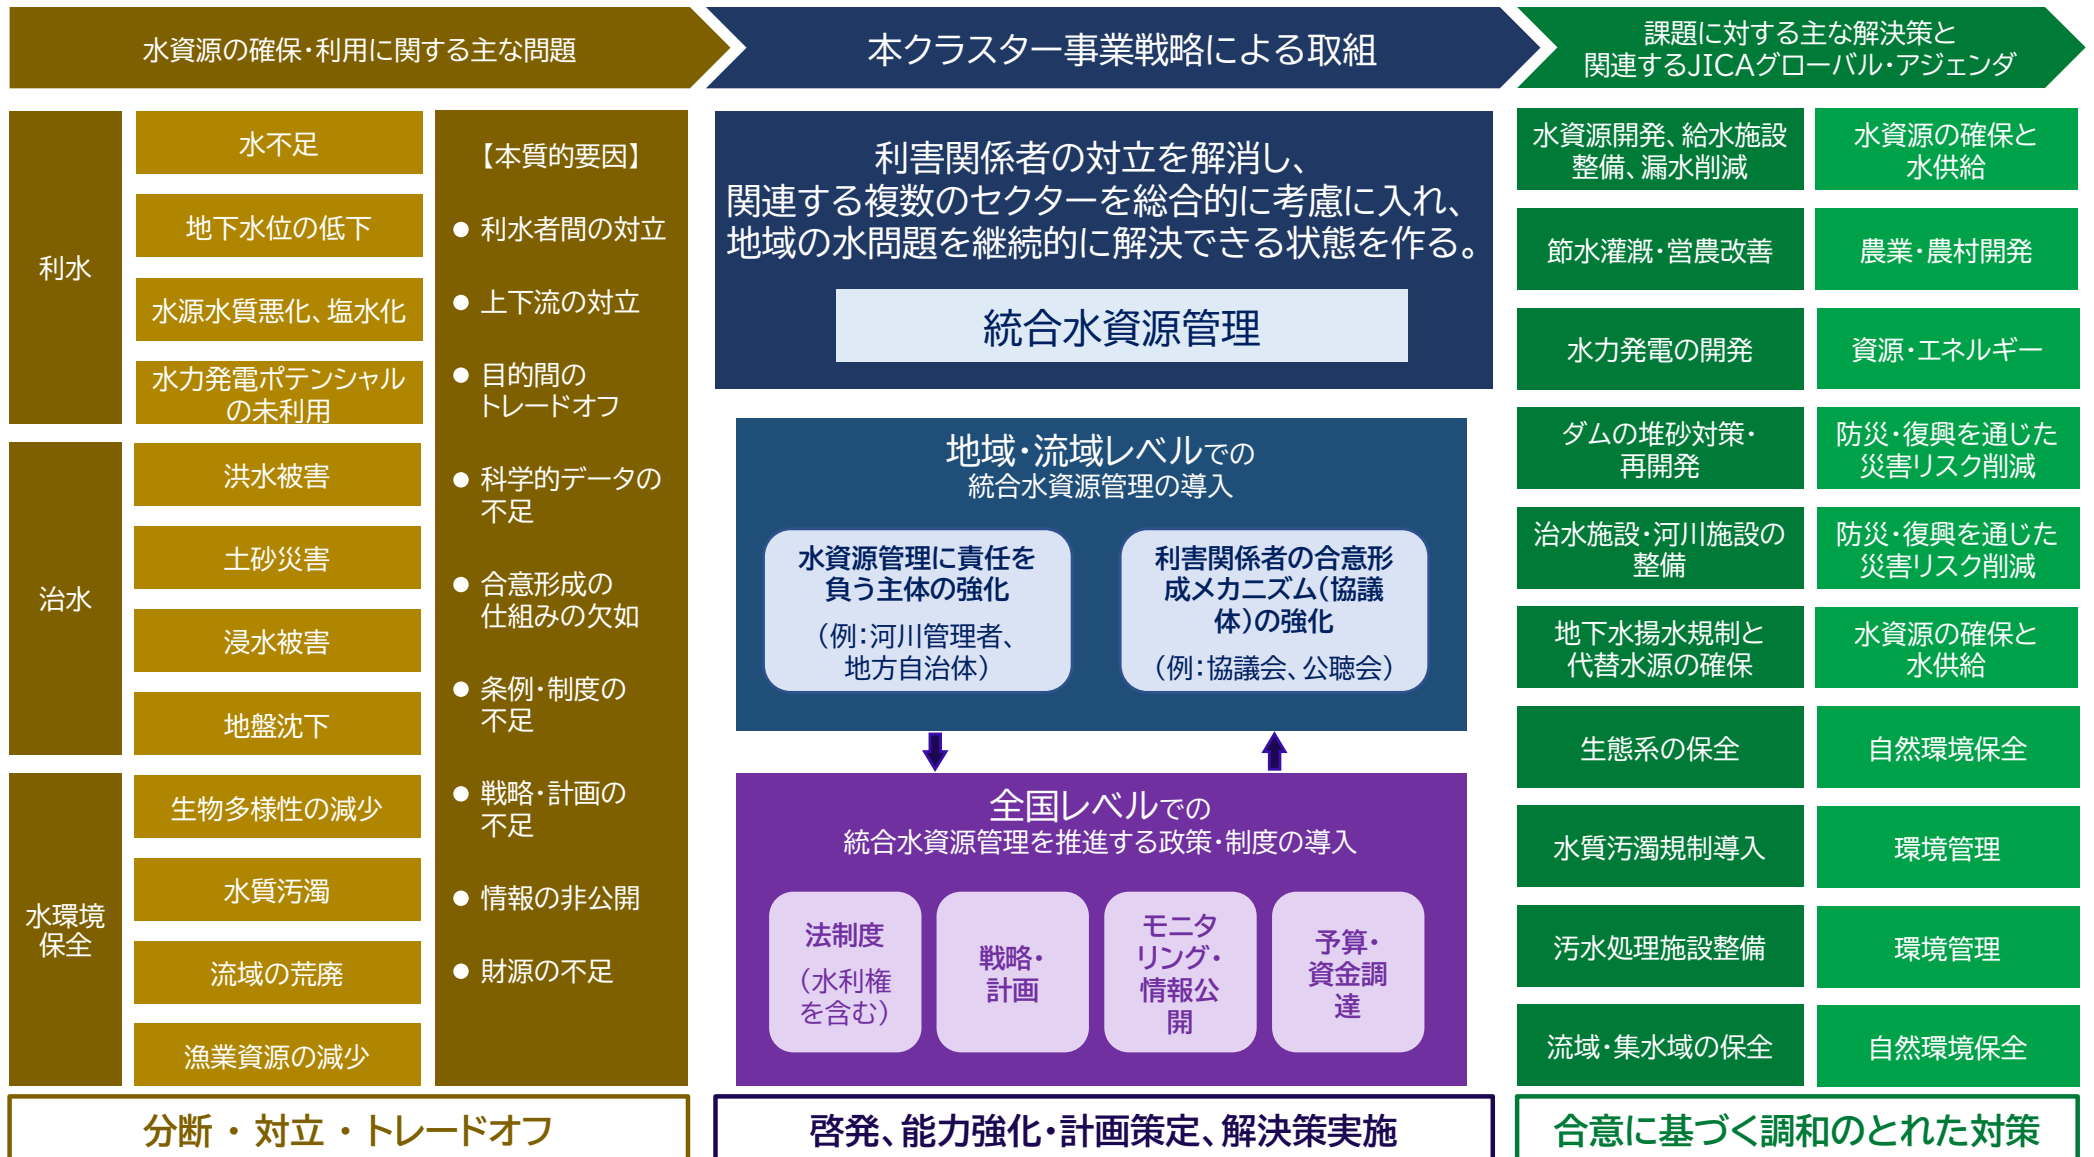 水資源の確保・利用に関する主な問題
本クラスター事業戦略による取組
課題に対する主な解決策と
関連するJICAグローバル・アジェンダ
利水
水不足
地下水位の低下
水源水質悪化、塩水化
水力発電ポテンシャル
の未利用
治水
洪水被害
土砂災害
浸水被害
地盤沈下
水環境
保全
生物多様性の減少
水質汚濁
流域の荒廃
漁業資源の減少
【本質的要因】
● 利水者間の対立
● 上下流の対立
● 目的間の
トレードオフ
● 科学的データの
不足
● 合意形成の
仕組みの欠如
● 条例・制度の
不足
● 戦略・計画の
不足
● 情報の非公開
● 財源の不足
分断 ・ 対立 ・ トレードオフ
利害関係者の対立を解消し、
関連する複数のセクターを総合的に考慮に入れ、
地域の水問題を継続的に解決できる状態を作る。
統合水資源管理
地域・流域レベルでの
統合水資源管理の導入
水資源管理に責任を
負う主体の強化
（例：河川管理者、
地方自治体）
利害関係者の合意形
成メカニズム（協議
体）の強化
（例：協議会、公聴会）
全国レベルでの
統合水資源管理を推進する政策・制度の導入
法制度
（水利権
を含む）
戦略・
計画
モニタ
リング・
情報公
開
予算・
資金調
達
啓発、能力強化・計画策定、解決策実施
水資源開発、給水施設
整備、漏水削減
水資源の確保と
水供給
節水灌漑・営農改善
農業・農村開発
水力発電の開発
資源・エネルギー
ダムの堆砂対策・
再開発
防災・復興を通じた
災害リスク削減
治水施設・河川施設の
整備
防災・復興を通じた
災害リスク削減
地下水揚水規制と
代替水源の確保
水資源の確保と
水供給
生態系の保全
自然環境保全
水質汚濁規制導入
環境管理
汚水処理施設整備
環境管理
流域・集水域の保全
自然環境保全
合意に基づく調和のとれた対策